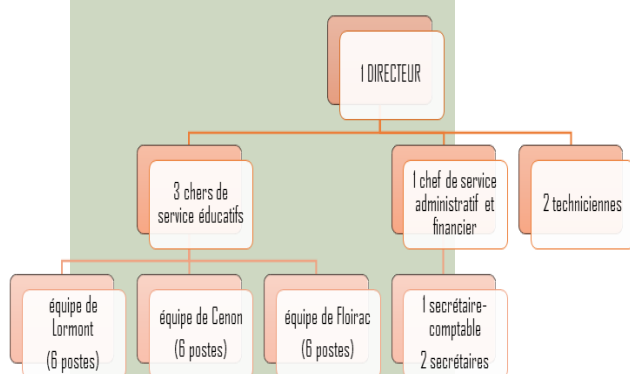 1 DIRECTEUR
3 chers de
service éducatifs
1 chef de service
administratif et
financier
2 techniciennes
équipe de
Lormont
(6 postes)
équipe de Cenon
(6 postes)
équipe de Floirac
(6 postes)
1 secrétaire-
comptable
2 secrétaires